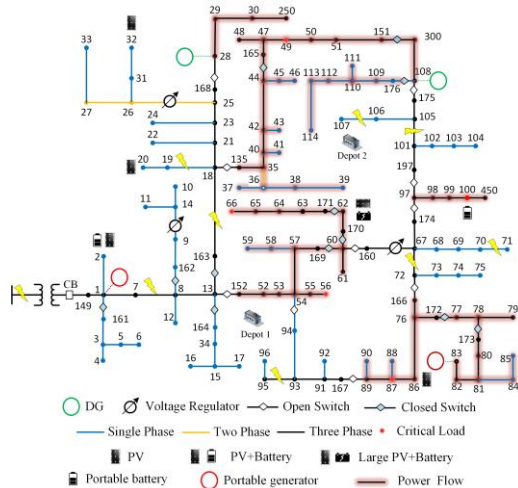 29 30 250
33 32
28
48 47 49 50 51 151 300
165
31
168
44 45 46
111
113 112 110 109 176 108
175
27 26 25
24 23
22 21
42 43
40 41
114
107 106 105
Depot 2
101 102 103 104
20 19 18 135 35
197
37 36 38 39
10
11 14
97 98 99 100 450
66 65 64 63 171 62
170
174
9
2
59 58 57 60 67 68 69 70 71
169 160
61
162 163
CB
72 73 74 75
1 7 8 13 152 52 53 54 55 56
149
166
161
12
164
Depot 1
94
76 172 77 78 79
173
3 5 6
34
4
96 92 90 88
83 80 85
16 15 17
95 93 91 167 89 87 86 82 81 84
DG Voltage Regulator Open Switch Closed Switch
Single Phase Two Phase Three Phase Critical Load
PV PV+Battery Large PV+Battery
Portable battery Portable generator Power Flow